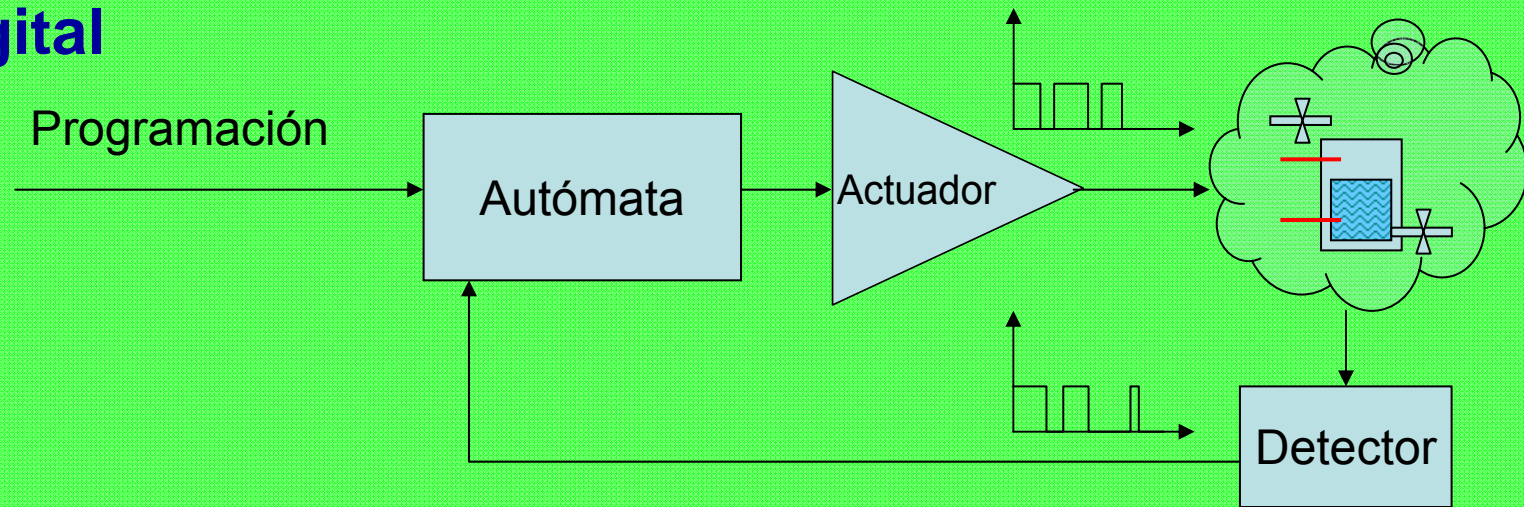 gital
Programación
Autómata
Actuador
Detector